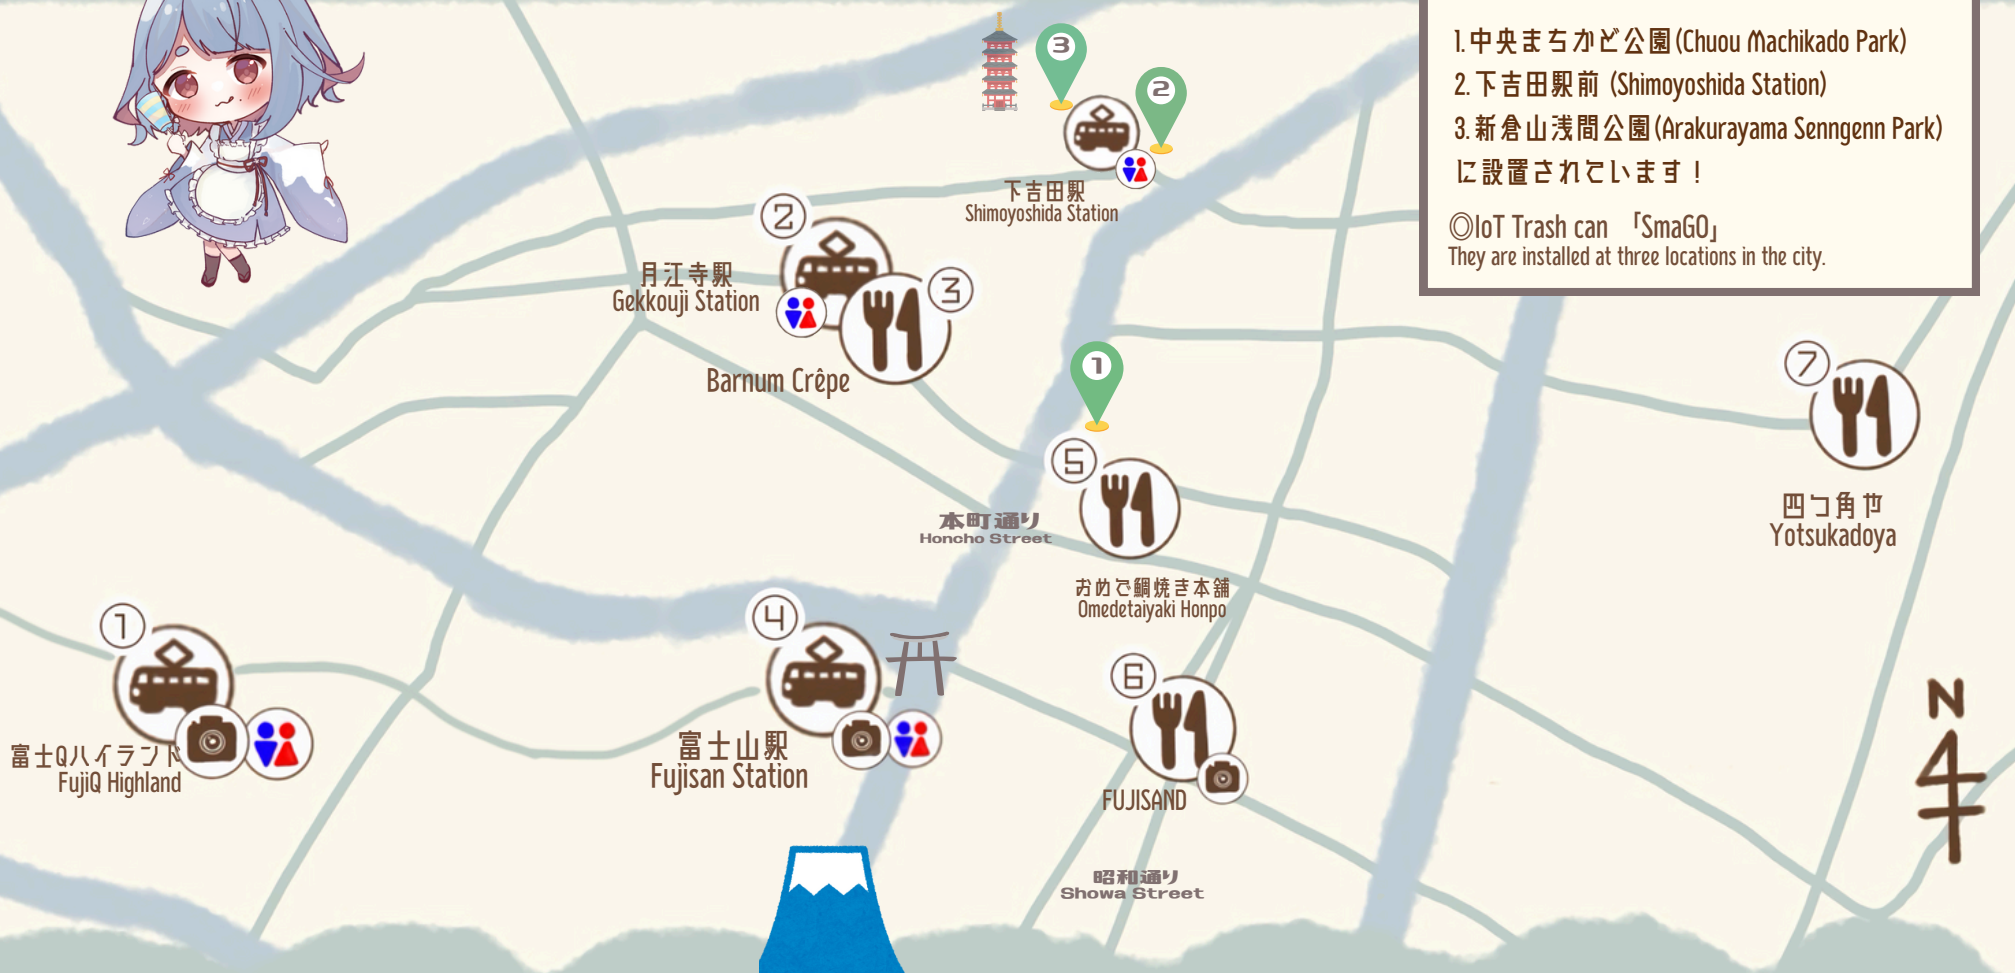 1.中央まちかど公園(Chuou Machikado Park)
2.下吉田駅前 (Shimoyoshida Station)
3.新倉山浅間公園(Arakurayama Senngenn Park)
に設置されています！
◎IoT Trash can 「SmaGO」
They are installed at three locations in the city.
3
2
下吉田駅
Shimoyoshida Station
2
月江寺駅
Gekkouji Station
3
Barnum Crêpe
1
5
本町通り
Honcho Street
おめで鯛焼き本舗
Omedetaiyaki Honpo
7
四つ角や
Yotsukadoya
1
富士Qハイランド
FujiQ Highland
4
富士山駅
Fujisan Station
6
FUJISAND
昭和通り
Showa Street
N